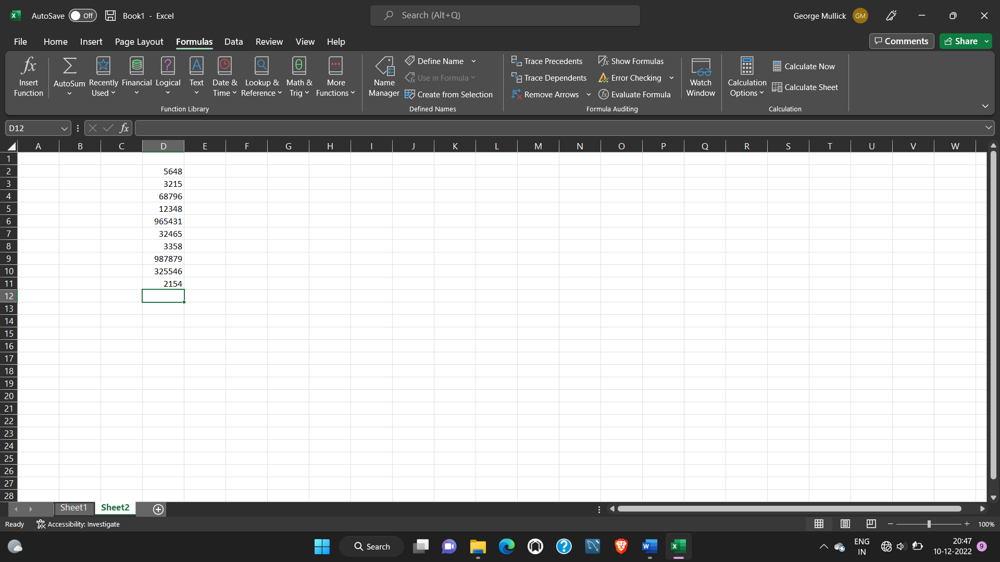 AutoSave Off Book1 - Excel Search (Alt+Q) George Mullick GM
File Home Insert Page Layout Formulas Data Review View Help Comments Share
Insert Function
AutoSum
Recently Used
Financial
Logical
Text
Date & Time
Lookup & Reference
Math & Trig
More Functions
Function Library
Name Manager
Define Name
Use in Formula
Create from Selection
Defined Names
Trace Precedents
Trace Dependents
Remove Arrows
Show Formulas
Error Checking
Evaluate Formula
Formula Auditing
Watch Window
Calculation Options
Calculate Now
Calculate Sheet
Calculation
D12 fx
A B C D E F G H I J K L M N O P Q R S T U V W
1
2 5648
3 3215
4 68796
5 12348
6 965431
7 32465
8 3358
9 987879
10 325546
11 2154
12
13
14
15
16
17
18
19
20
21
22
23
24
25
26
27
28
Sheet1 Sheet2
Ready Accessibility: Investigate 100%
Search ENG IN 20:47 10-12-2022 9